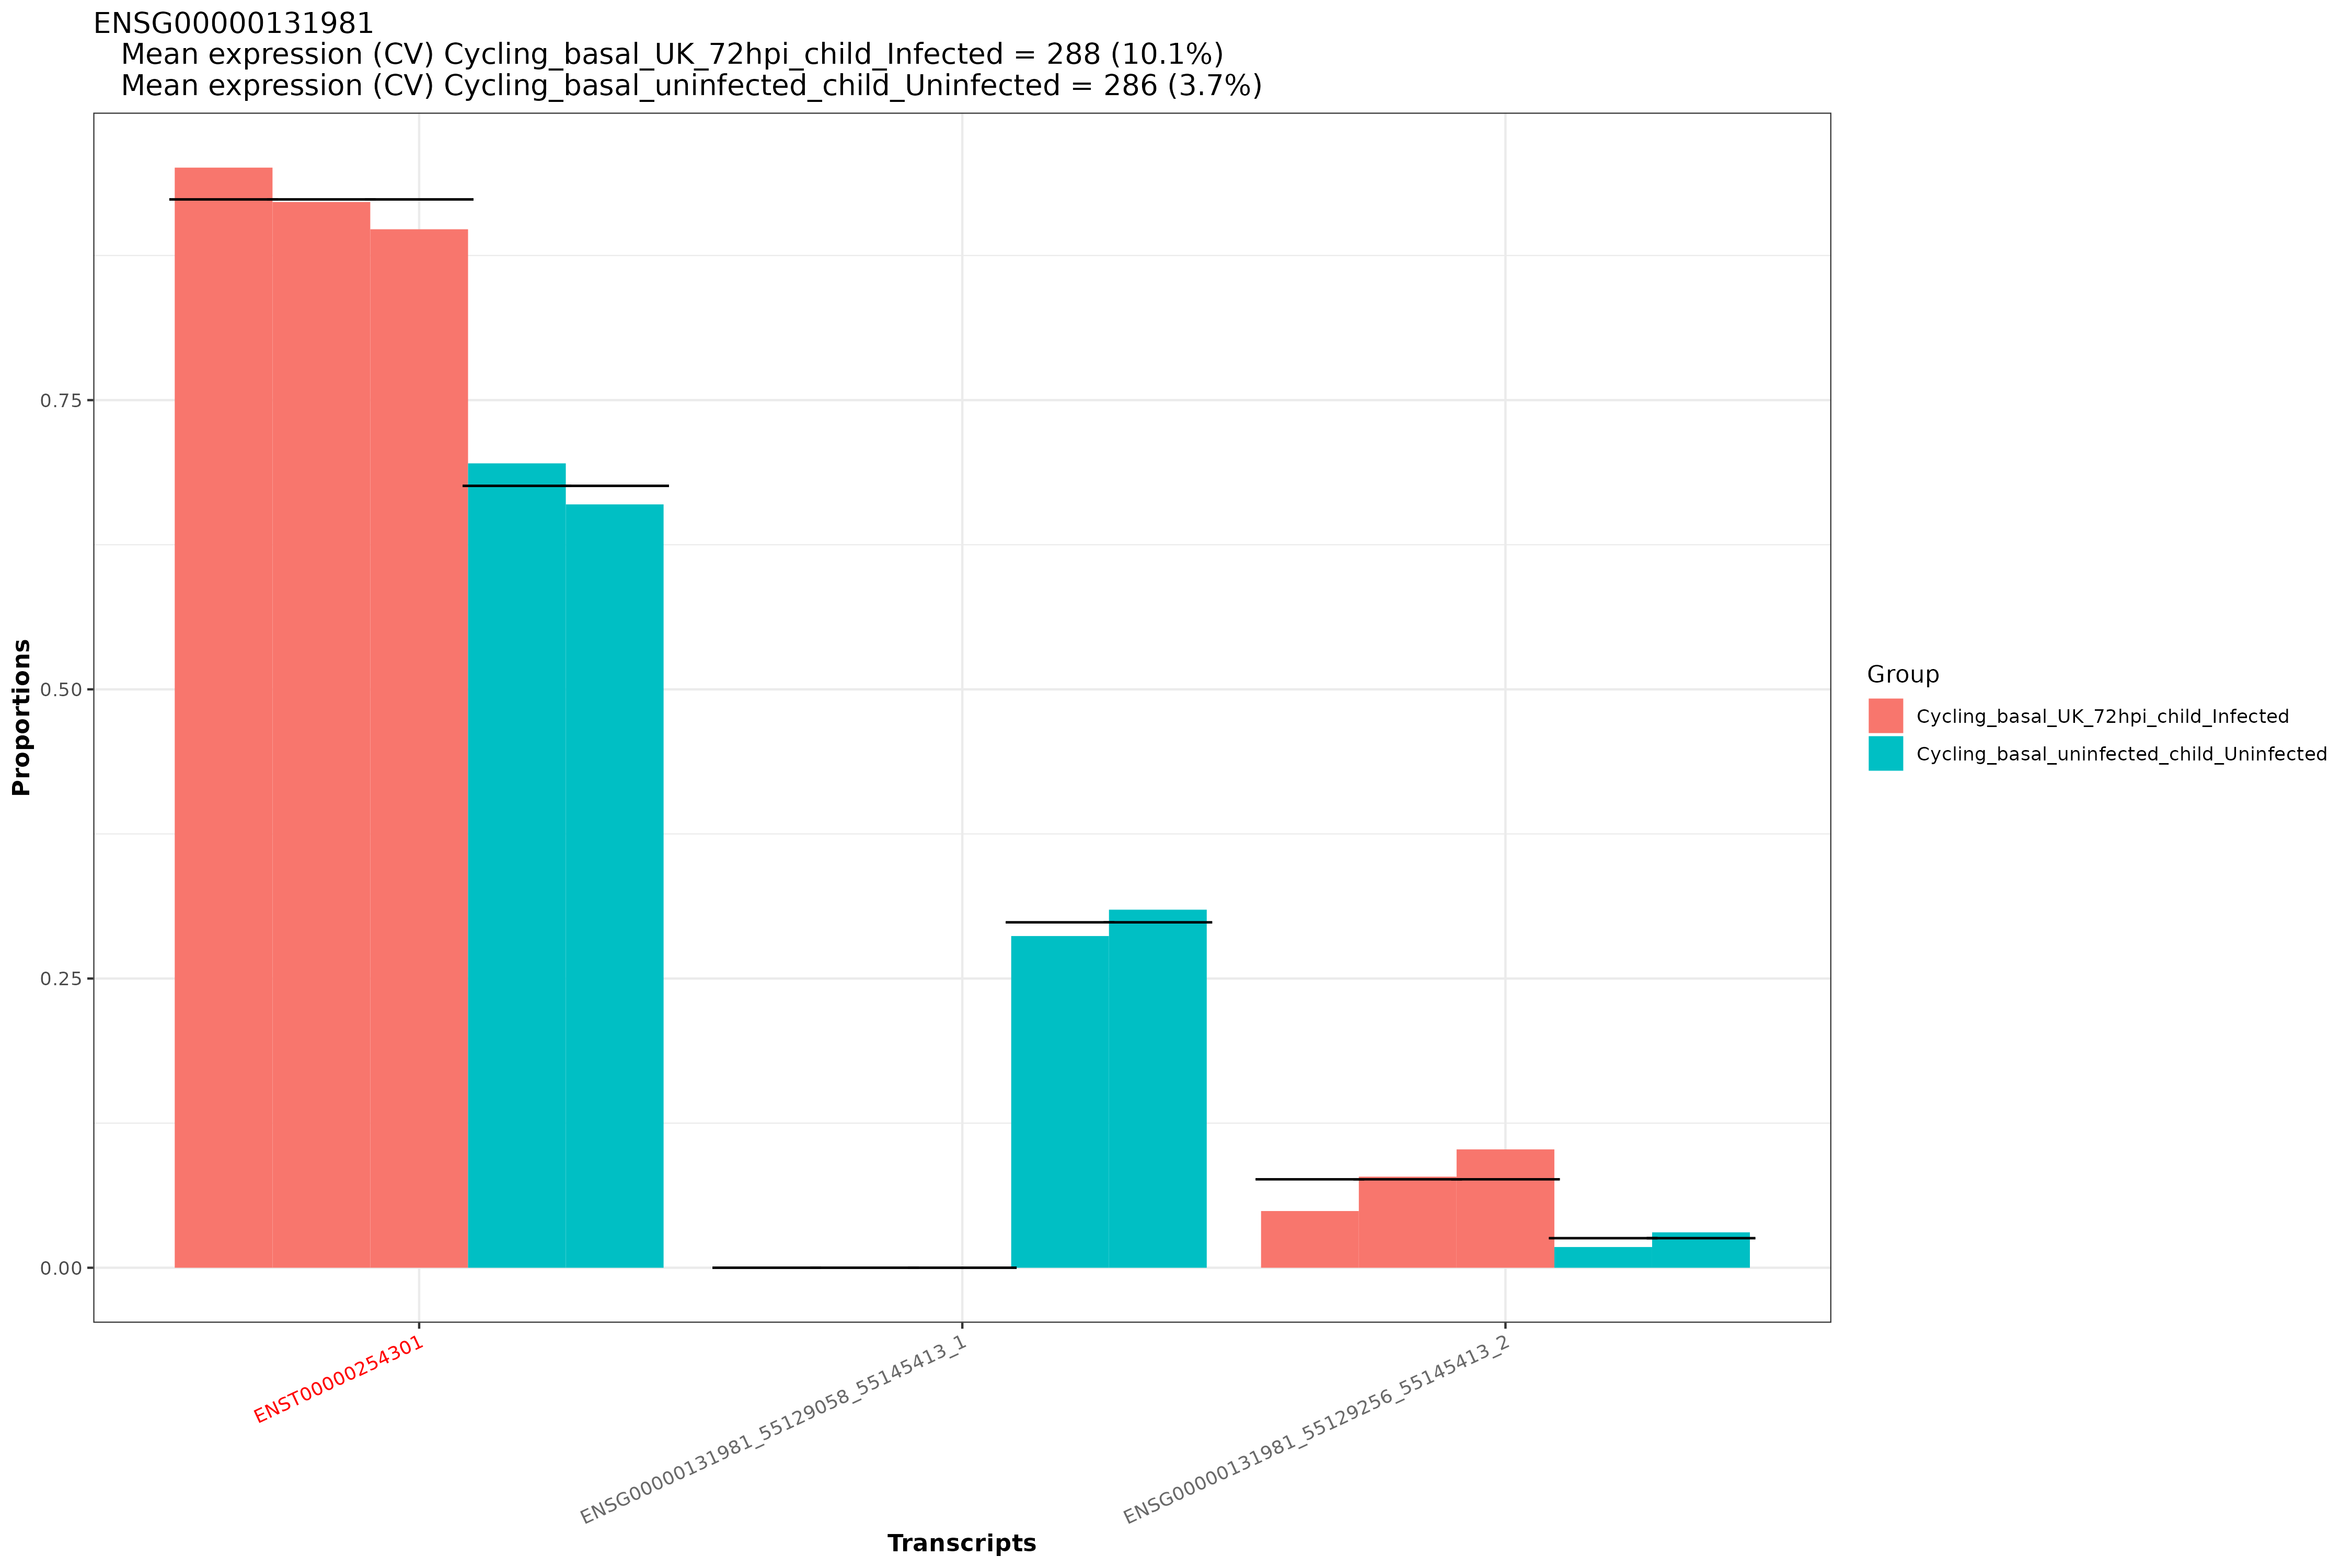 ENSG00000131981
Mean expression (CV) Cycling_basal_UK_72hpi_child_Infected = 288 (10.1%)
Mean expression (CV) Cycling_basal_uninfected_child_Uninfected = 286 (3.7%)
Proportions
0.75
0.50
0.25
0.00
ENST00000254301
ENSG00000131981_55129058_55145413_1
ENSG00000131981_55129256_55145413_2
Transcripts
Group
Cycling_basal_UK_72hpi_child_Infected
Cycling_basal_uninfected_child_Uninfected